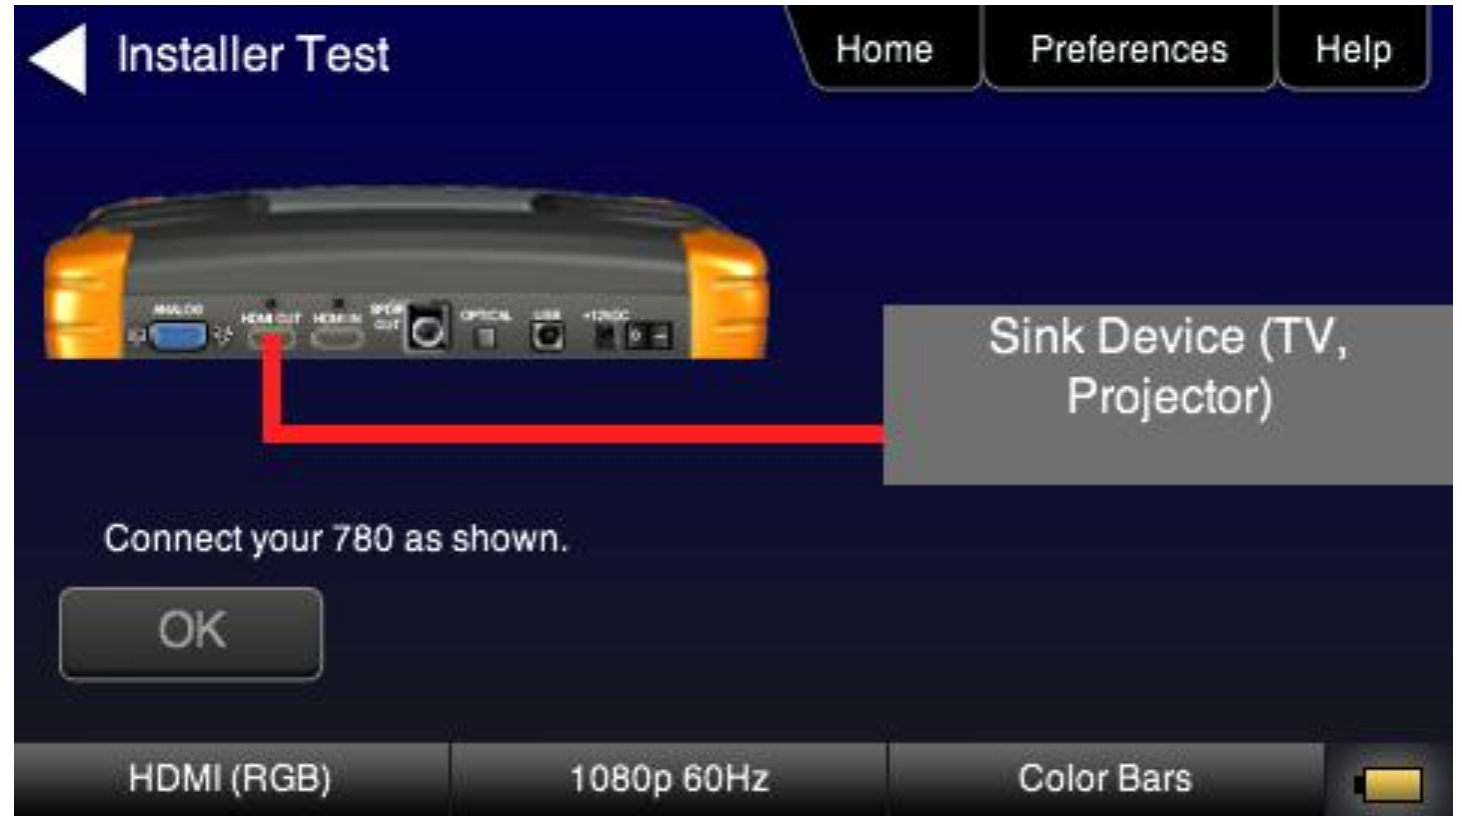 Installer Test
Home
Preferences
Help
ANALOG
HDMI OUT
HDMI IN
SPDIF
OUT
OPTICAL
USB
+12VDC
Sink Device (TV,
Projector)
Connect your 780 as shown.
OK
HDMI (RGB)
1080p 60Hz
Color Bars